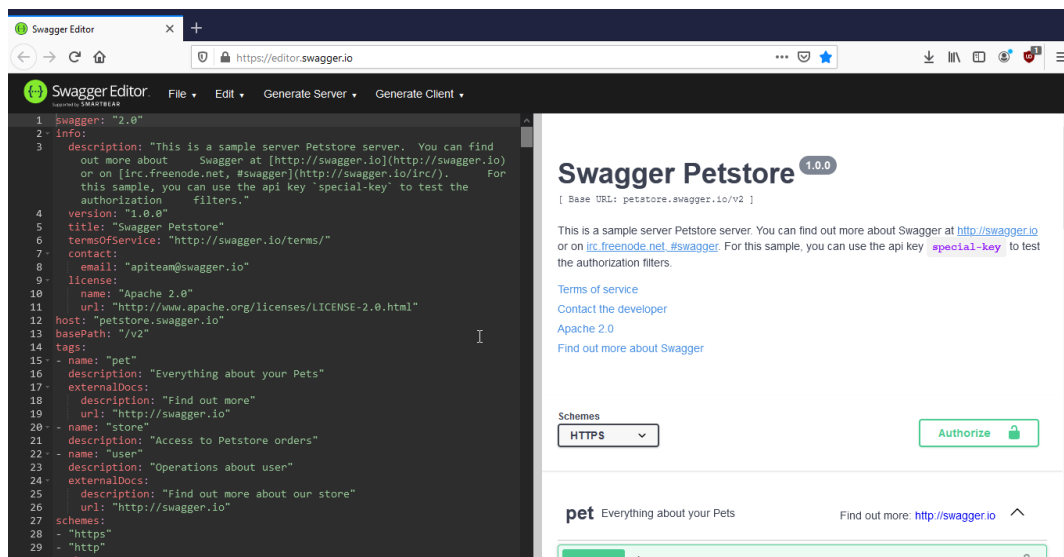 Swagger Editor
https://editor.swagger.io
Swagger Editor. File Edit Generate Server Generate Client
Supported by SMARTBEAR
1 swagger: "2.0"
2 info:
3 description: "This is a sample server Petstore server. You can find
out more about Swagger at [http://swagger.io](http://swagger.io)
or on [irc.freenode.net, #swagger](http://swagger.io/irc/). For
this sample, you can use the api key `special-key` to test the
authorization filters."
4 version: "1.0.0"
5 title: "Swagger Petstore"
6 termsOfService: "http://swagger.io/terms/"
7 contact:
8 email: "apiteam@swagger.io"
9 license:
10 name: "Apache 2.0"
11 url: "http://www.apache.org/licenses/LICENSE-2.0.html"
12 host: "petstore.swagger.io"
13 basePath: "/v2"
14 tags:
15 - name: "pet"
16 description: "Everything about your Pets"
17 externalDocs:
18 description: "Find out more"
19 url: "http://swagger.io"
20 - name: "store"
21 description: "Access to Petstore orders"
22 - name: "user"
23 description: "Operations about user"
24 externalDocs:
25 description: "Find out more about our store"
26 url: "http://swagger.io"
27 schemes:
28 - "https"
29 - "http"
Swagger Petstore 1.0.0
[ Base URL: petstore.swagger.io/v2 ]
This is a sample server Petstore server. You can find out more about Swagger at http://swagger.io
or on irc.freenode.net, #swagger. For this sample, you can use the api key special-key to test
the authorization filters.
Terms of service
Contact the developer
Apache 2.0
Find out more about Swagger
Schemes
HTTPS
Authorize
pet Everything about your Pets
Find out more: http://swagger.io